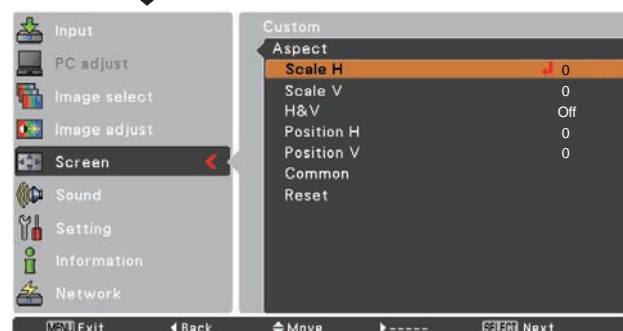 Input
PC adjust
Image select
Image adjust
Screen
Sound
Setting
Information
Network
Custom
Aspect
Scale H 0
Scale V 0
H&V Off
Position H 0
Position V 0
Common
Reset
MENU Exit ◀Back ⬍Move ▶----- SELECT Next